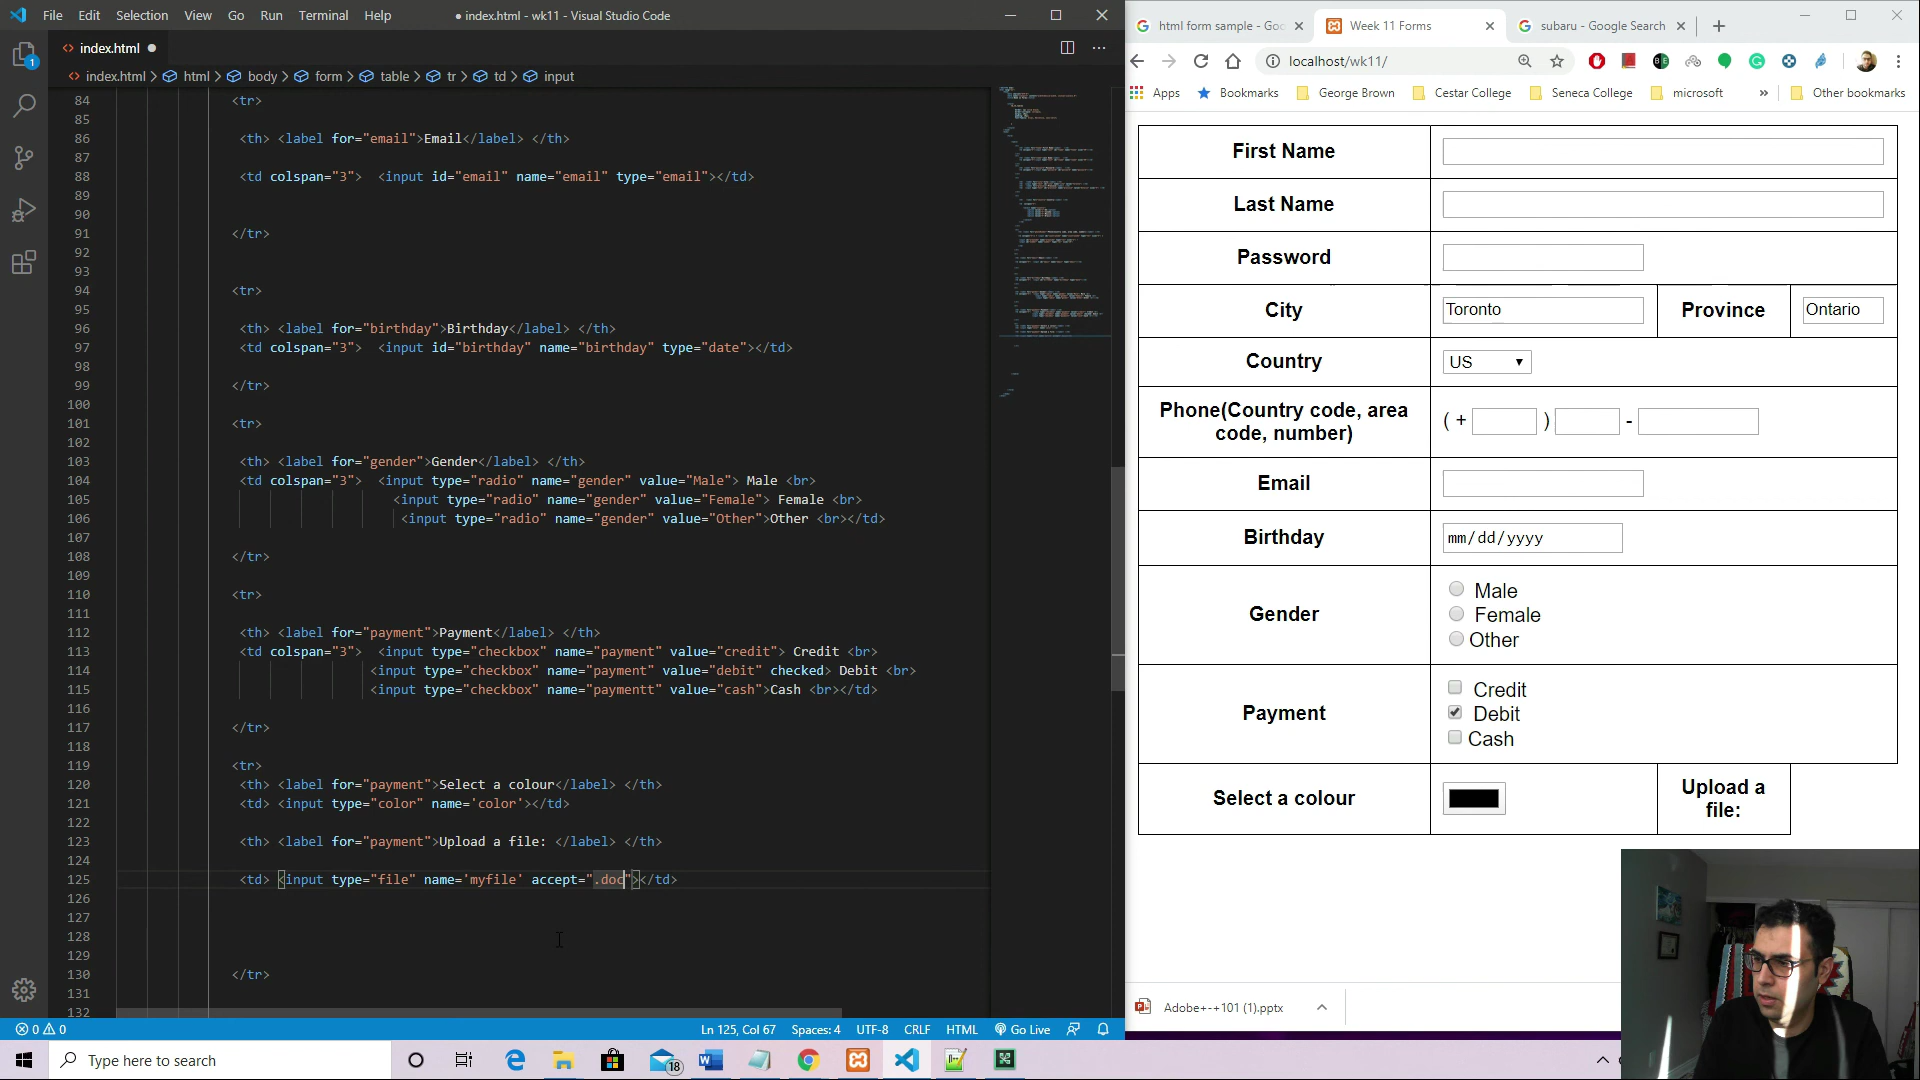 File Edit Selection View Go Run Terminal Help
● index.html - wk11 - Visual Studio Code
index.html ●
index.html > html > body > form > table > tr > td > input
84 <tr>
85
86 <th> <label for="email">Email</label> </th>
87
88 <td colspan="3"> <input id="email" name="email" type="email"></td>
89
90
91 </tr>
92
93
94 <tr>
95
96 <th> <label for="birthday">Birthday</label> </th>
97 <td colspan="3"> <input id="birthday" name="birthday" type="date"></td>
98
99 </tr>
100
101 <tr>
102
103 <th> <label for="gender">Gender</label> </th>
104 <td colspan="3"> <input type="radio" name="gender" value="Male"> Male <br>
105 <input type="radio" name="gender" value="Female"> Female <br>
106 <input type="radio" name="gender" value="Other">Other <br></td>
107
108 </tr>
109
110 <tr>
111
112 <th> <label for="payment">Payment</label> </th>
113 <td colspan="3"> <input type="checkbox" name="payment" value="credit"> Credit <br>
114 <input type="checkbox" name="payment" value="debit" checked> Debit <br>
115 <input type="checkbox" name="paymentt" value="cash">Cash <br></td>
116
117 </tr>
118
119 <tr>
120 <th> <label for="payment">Select a colour</label> </th>
121 <td> <input type="color" name='color'></td>
122
123 <th> <label for="payment">Upload a file: </label> </th>
124
125 <td> <input type="file" name='myfile' accept=".doc"></td>
126
127
128
129
130 </tr>
131
132
0 0
Ln 125, Col 67 Spaces: 4 UTF-8 CRLF HTML Go Live
html form sample - Goo
Week 11 Forms
subaru - Google Search
localhost/wk11/
Apps Bookmarks George Brown Cestar College Seneca College microsoft » Other bookmarks
First Name
Last Name
Password
City Toronto Province Ontario
Country US
Phone(Country code, area
code, number) ( + ) -
Email
Birthday mm/dd/yyyy
Gender
Male
Female
Other
Payment
Credit
Debit
Cash
Select a colour
Upload a
file:
Adobe+-+101 (1).pptx
Type here to search
18